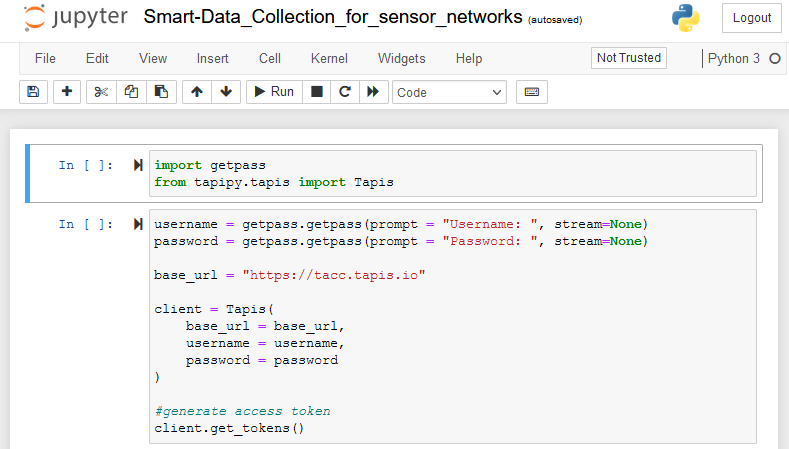 jupyter Smart-Data_Collection_for_sensor_networks (autosaved) Logout
File Edit View Insert Cell Kernel Widgets Help Not Trusted Python 3
Run Code
In [ ]: import getpass
from tapipy.tapis import Tapis
In [ ]: username = getpass.getpass(prompt = "Username: ", stream=None)
password = getpass.getpass(prompt = "Password: ", stream=None)
base_url = "https://tacc.tapis.io"
client = Tapis(
    base_url = base_url,
    username = username,
    password = password
)
#generate access token
client.get_tokens()